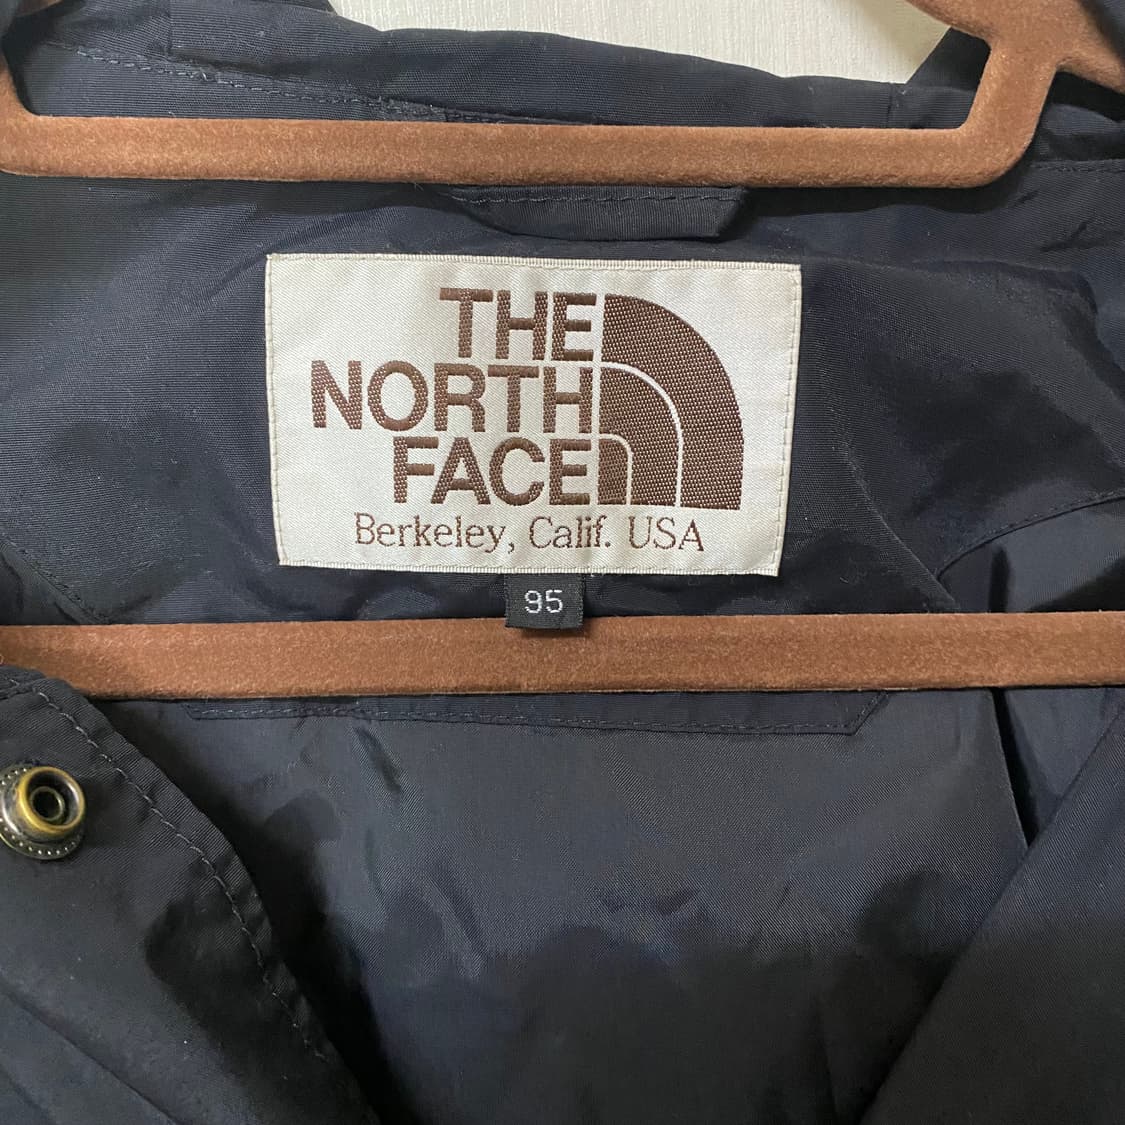 THE
NORTH
FACE
Berkeley, Calif. USA
95